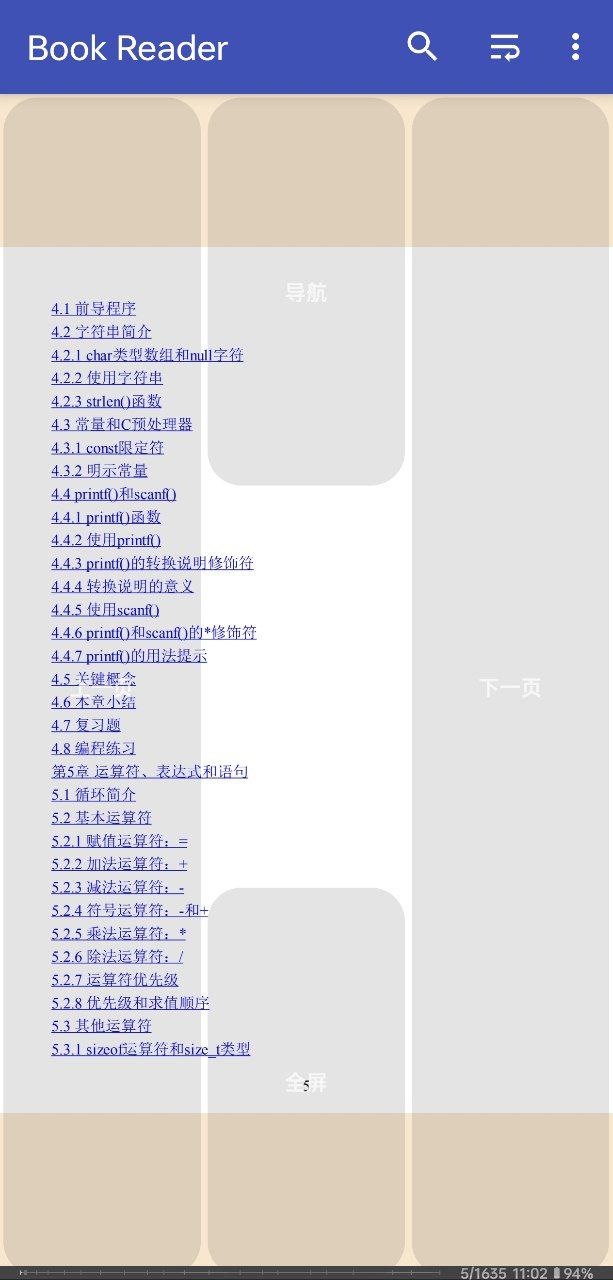 Book Reader
导航
4.1 前导程序
4.2 字符串简介
4.2.1 char类型数组和null字符
4.2.2 使用字符串
4.2.3 strlen()函数
4.3 常量和C预处理器
4.3.1 const限定符
4.3.2 明示常量
4.4 printf()和scanf()
4.4.1 printf()函数
4.4.2 使用printf()
4.4.3 printf()的转换说明修饰符
4.4.4 转换说明的意义
4.4.5 使用scanf()
4.4.6 printf()和scanf()的*修饰符
4.4.7 printf()的用法提示
4.5 关键概念
上一页
下一页
4.6 本章小结
4.7 复习题
4.8 编程练习
第5章 运算符、表达式和语句
5.1 循环简介
5.2 基本运算符
5.2.1 赋值运算符：=
5.2.2 加法运算符：+
5.2.3 减法运算符：-
5.2.4 符号运算符：-和+
5.2.5 乘法运算符：*
5.2.6 除法运算符：/
5.2.7 运算符优先级
5.2.8 优先级和求值顺序
5.3 其他运算符
5.3.1 sizeof运算符和size_t类型
全屏
5
5/1635 11:02 94%